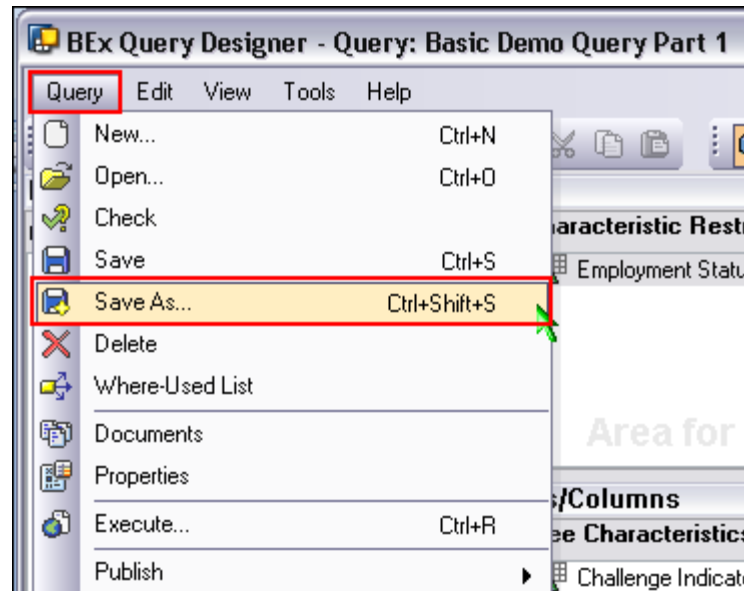 BEx Query Designer - Query: Basic Demo Query Part 1
Query Edit View Tools Help
New... Ctrl+N
Open... Ctrl+O
Check
aracteristic Restr
Save Ctrl+S
Employment Statu
Save As... Ctrl+Shift+S
Delete
Where-Used List
Documents
Area for
Properties
s/Columns
Execute... Ctrl+R
ee Characteristics
Publish
Challenge Indicato